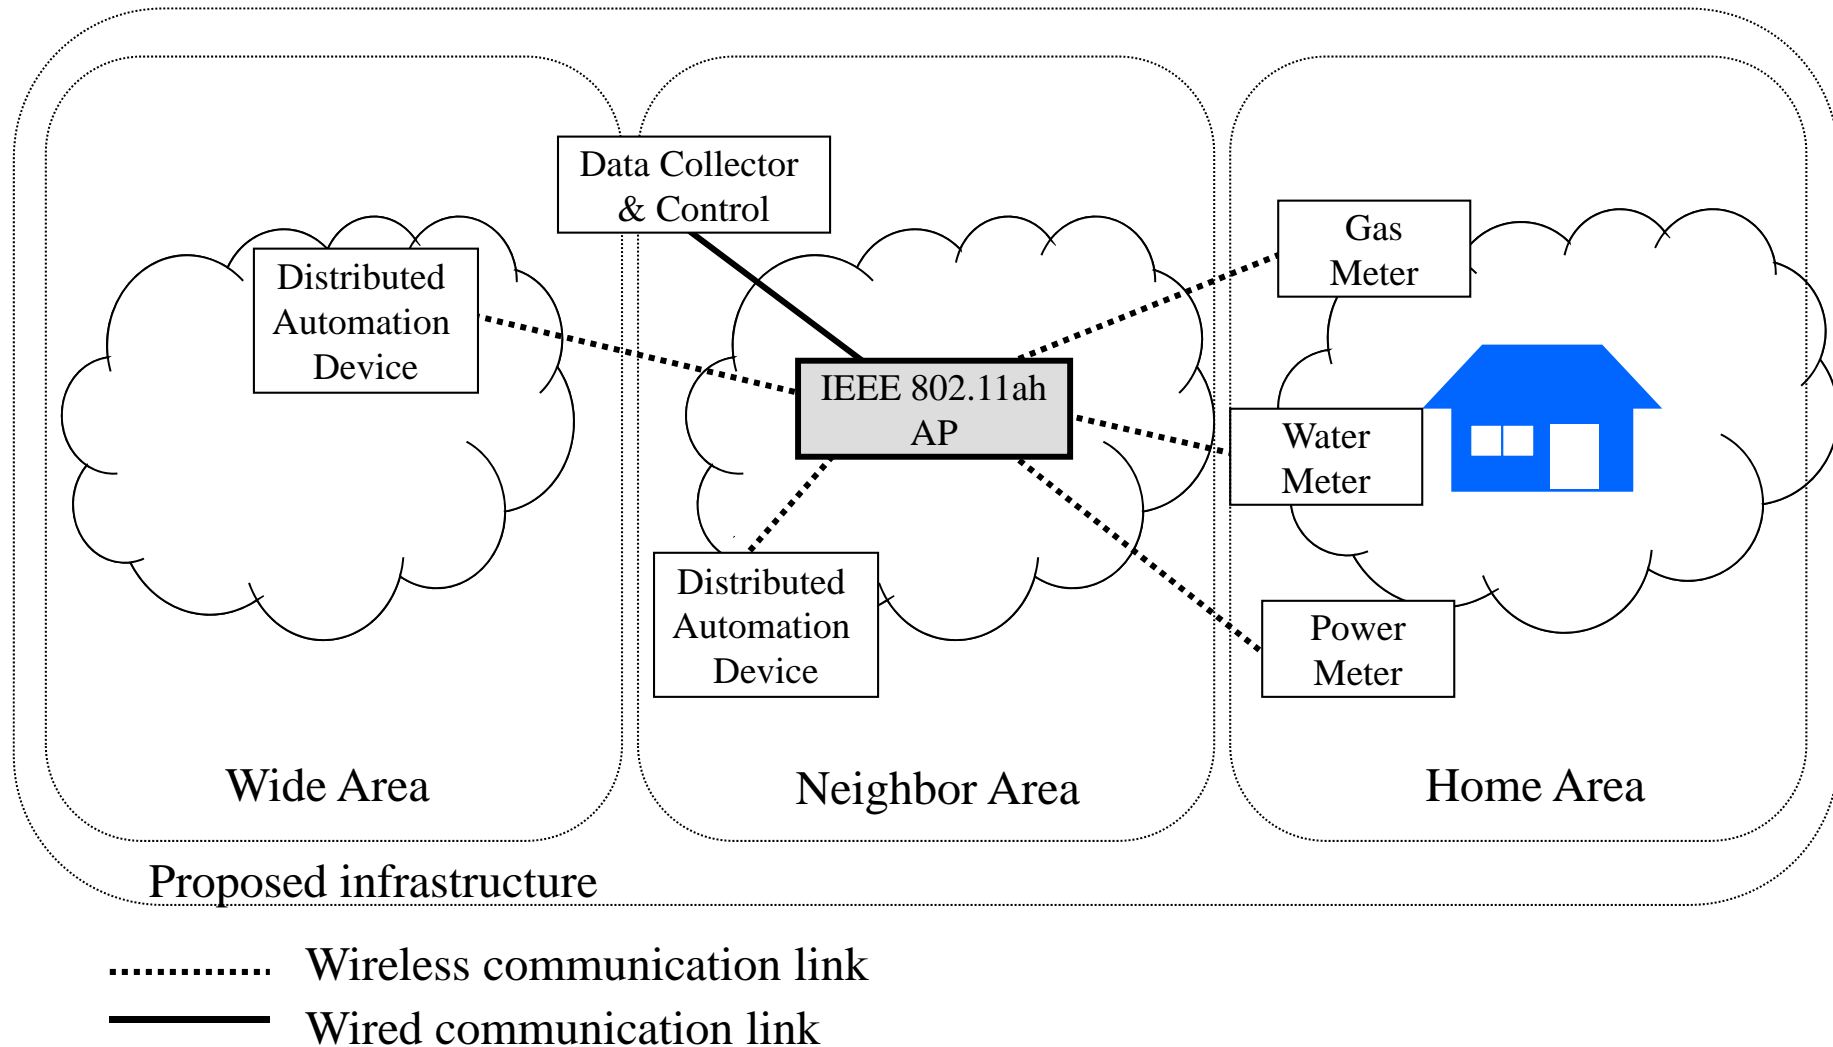 Data Collector
& Control
Distributed
Automation
Device
Gas
Meter
IEEE 802.11ah
AP
Water
Meter
Distributed
Automation
Device
Power
Meter
Wide Area
Neighbor Area
Home Area
Proposed infrastructure
Wireless communication link
Wired communication link